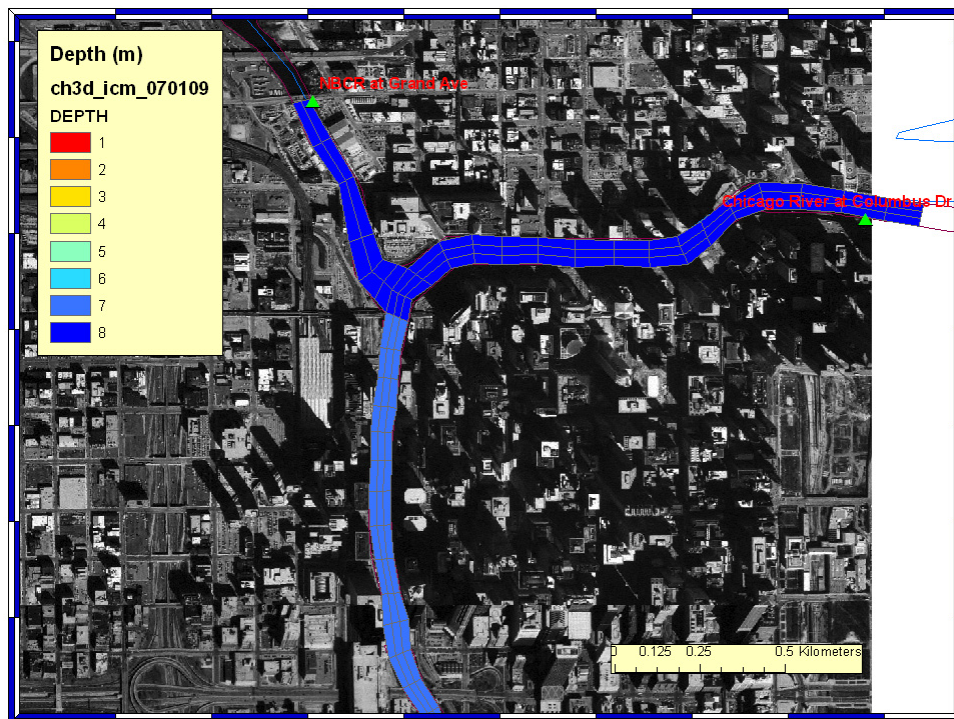 Depth (m)
ch3d_icm_070109
DEPTH
1
2
3
4
5
6
7
8
NBCR at Grand Ave
Chicago River at Columbus Dr
0 0.125 0.25 0.5 Kilometers